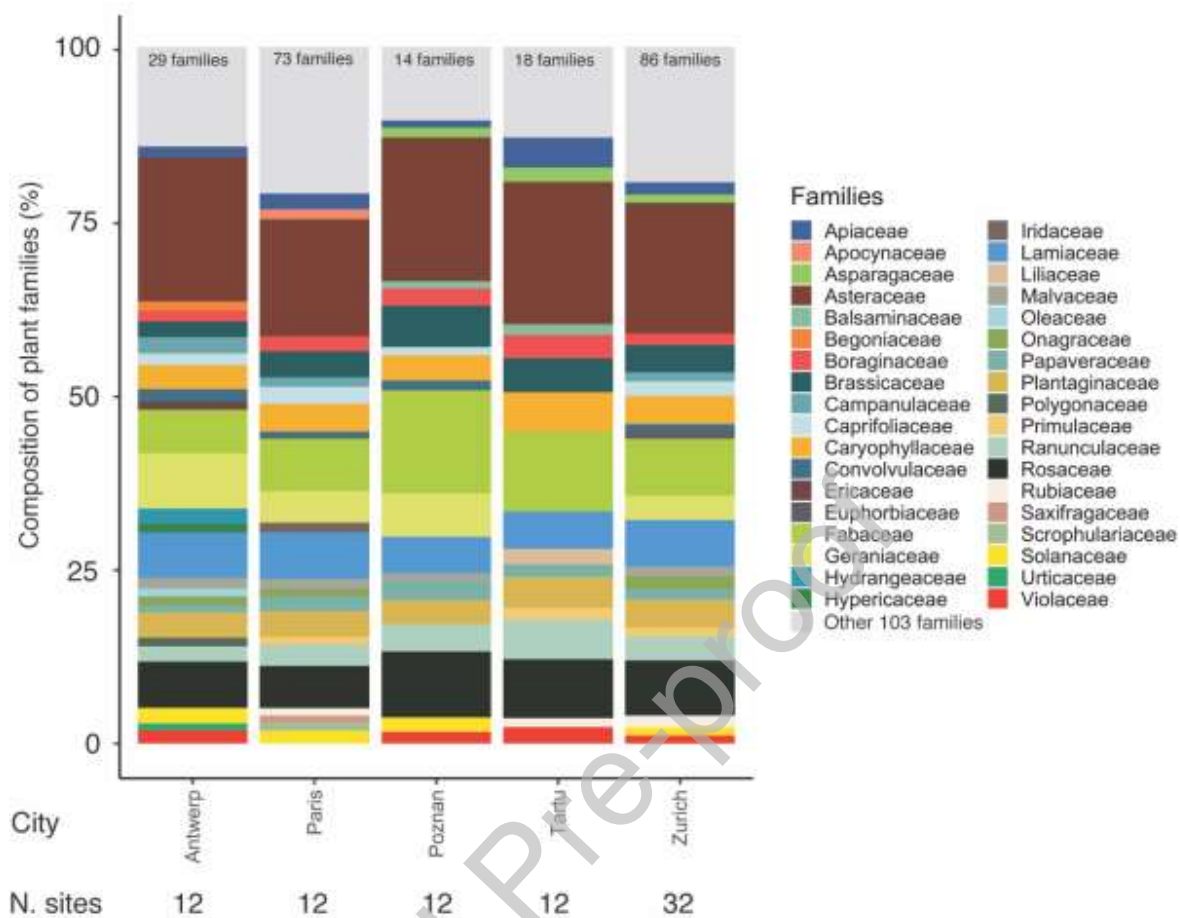 100
75
50
25
0
Composition of plant families (%)
29 families
73 families
14 families
18 families
86 families
Families
Apiaceae
Apocynaceae
Asparagaceae
Asteraceae
Balsaminaceae
Begoniaceae
Boraginaceae
Brassicaceae
Campanulaceae
Caprifoliaceae
Caryophyllaceae
Convolvulaceae
Ericaceae
Euphorbiaceae
Fabaceae
Geraniaceae
Hydrangeaceae
Hypericaceae
Other 103 families
Iridaceae
Lamiaceae
Liliaceae
Malvaceae
Oleaceae
Onagraceae
Papaveraceae
Plantaginaceae
Polygonaceae
Primulaceae
Ranunculaceae
Rosaceae
Rubiaceae
Saxifragaceae
Scrophulariaceae
Solanaceae
Urticaceae
Violaceae
City
Antwerp
Paris
Poznan
Tartu
Zurich
N. sites 12 12 12 12 32
Pre-proof